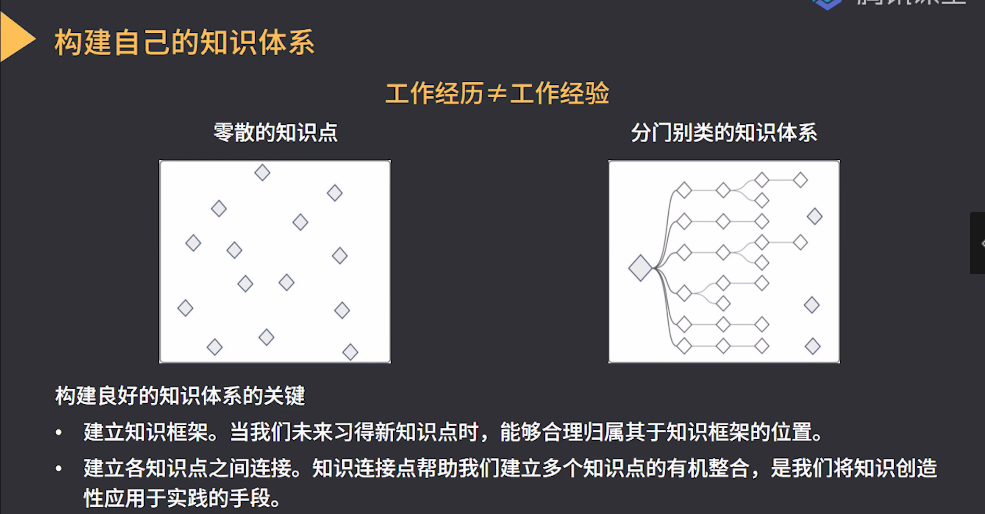 构建自己的知识体系
工作经历≠工作经验
零散的知识点
分门别类的知识体系
构建良好的知识体系的关键
• 建立知识框架。当我们未来习得新知识点时，能够合理归属其于知识框架的位置。
• 建立各知识点之间连接。知识连接点帮助我们建立多个知识点的有机整合，是我们将知识创造
性应用于实践的手段。